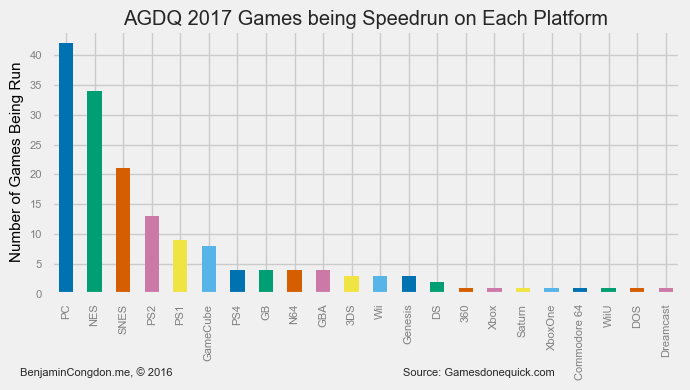 AGDQ 2017 Games being Speedrun on Each Platform
Number of Games Being Run
40
35
30
25
20
15
10
5
0
PC
NES
SNES
PS2
PS1
GameCube
PS4
GB
N64
GBA
3DS
Wii
Genesis
DS
360
Xbox
Saturn
XboxOne
Commodore 64
WiiU
DOS
Dreamcast
BenjaminCongdon.me, © 2016
Source: Gamesdonequick.com